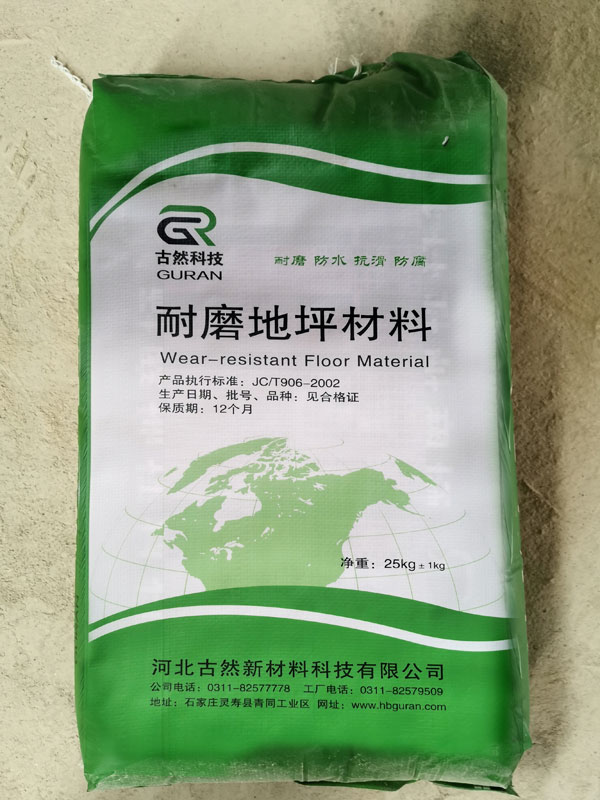 GR
古然科技
GURAN
耐磨 防水 抗滑 防腐
耐磨地坪材料
Wear-resistant Floor Material
产品执行标准：JC/T906-2002
生产日期、批号、品种：见合格证
保质期：12个月
净重：25kg ± 1kg
河北古然新材料科技有限公司
公司电话：0311-82577778 工厂电话：0311-82579509
地址：石家庄灵寿县青同工业区 网址：www.hbguran.com